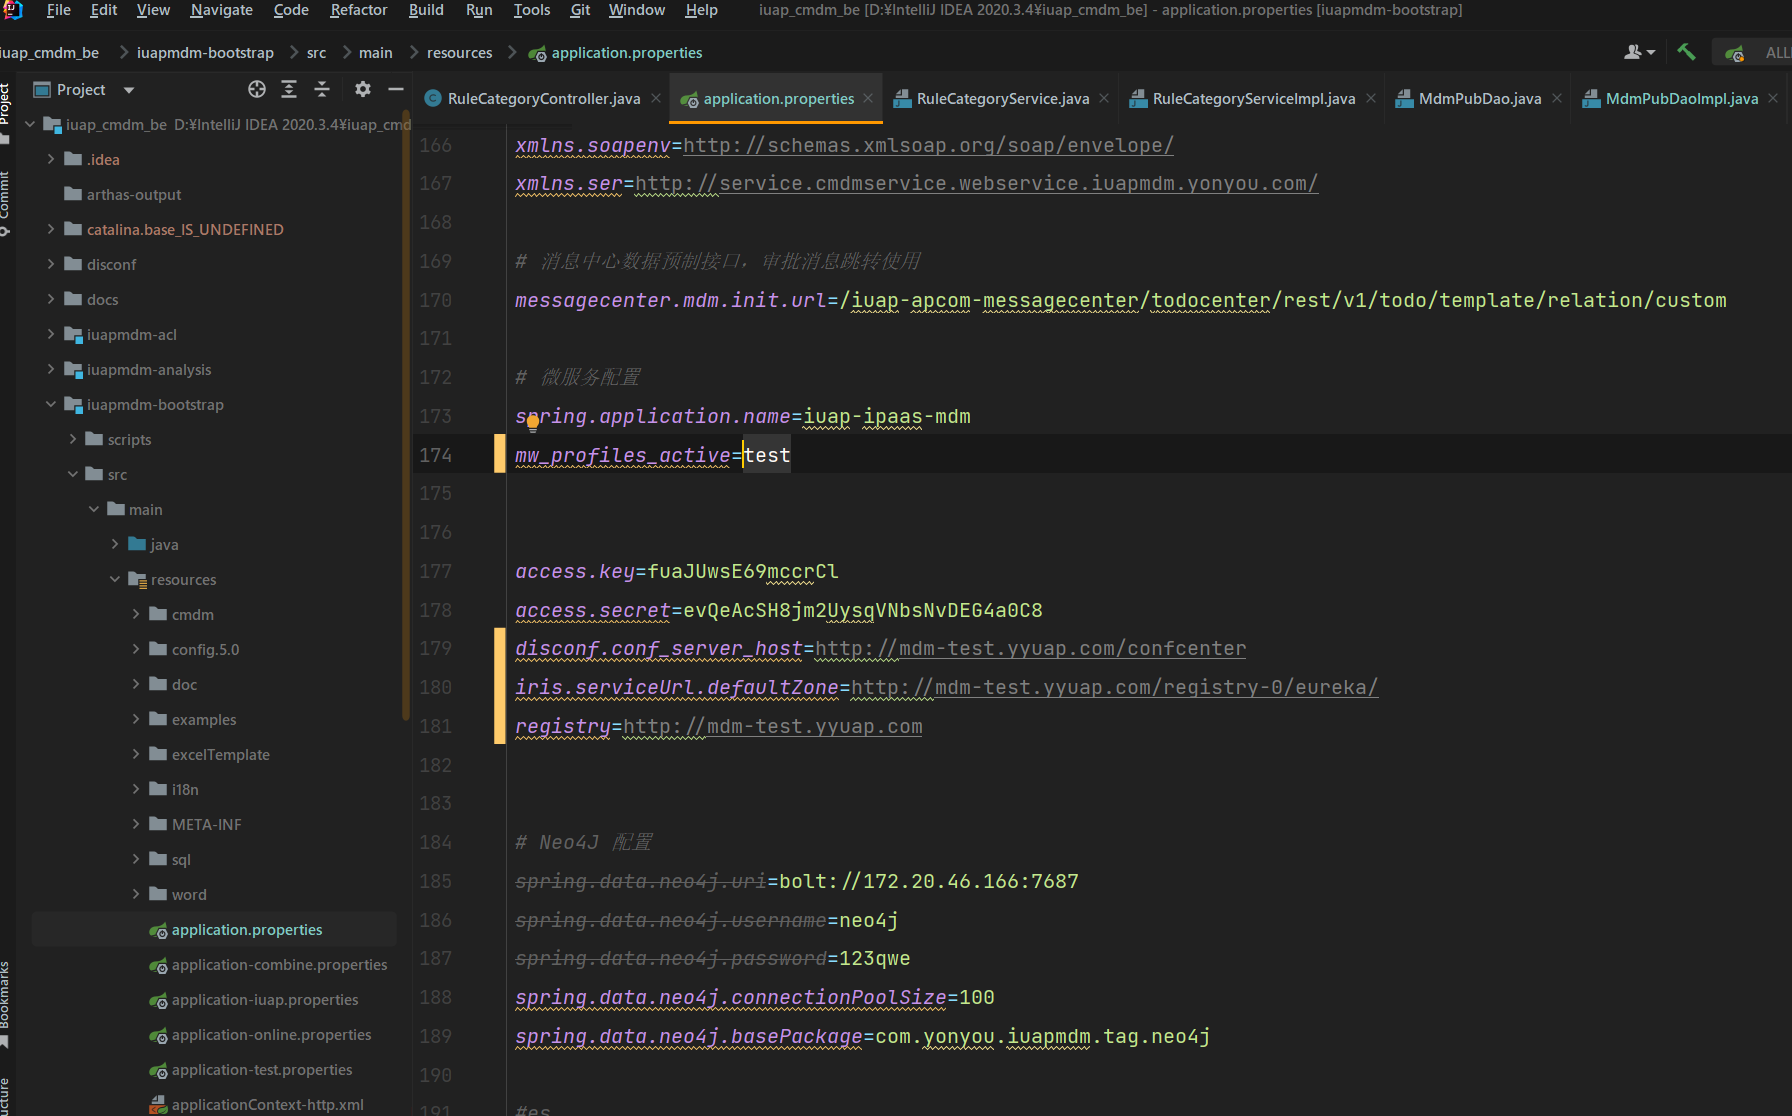 File Edit View Navigate Code Refactor Build Run Tools Git Window Help iuap_cmdm_be [D:¥IntelliJ IDEA 2020.3.4¥iuap_cmdm_be] - application.properties [iuapmdm-bootstrap]
iuap_cmdm_be iuapmdm-bootstrap src main resources application.properties ALL
Project
Commit
Bookmarks
Project
RuleCategoryController.java application.properties RuleCategoryService.java RuleCategoryServiceImpl.java MdmPubDao.java MdmPubDaoImpl.java
iuap_cmdm_be D:¥IntelliJ IDEA 2020.3.4¥iuap_cmd
.idea
arthas-output
catalina.base_IS_UNDEFINED
disconf
docs
iuapmdm-acl
iuapmdm-analysis
iuapmdm-bootstrap
scripts
src
main
java
resources
cmdm
config.5.0
doc
examples
excelTemplate
i18n
META-INF
sql
word
application.properties
application-combine.properties
application-iuap.properties
application-online.properties
application-test.properties
applicationContext-http.xml
166 xmlns.soapenv=http://schemas.xmlsoap.org/soap/envelope/
167 xmlns.ser=http://service.cmdmservice.webservice.iuapmdm.yonyou.com/
168
169 # 消息中心数据预制接口，审批消息跳转使用
170 messagecenter.mdm.init.url=/iuap-apcom-messagecenter/todocenter/rest/v1/todo/template/relation/custom
171
172 # 微服务配置
173 spring.application.name=iuap-ipaas-mdm
174 mw_profiles_active=test
175
176
177 access.key=fuaJUwsE69mccrCl
178 access.secret=evQeAcSH8jm2UysqVNbsNvDEG4a0C8
179 disconf.conf_server_host=http://mdm-test.yyuap.com/confcenter
180 iris.serviceUrl.defaultZone=http://mdm-test.yyuap.com/registry-0/eureka/
181 registry=http://mdm-test.yyuap.com
182
183
184 # Neo4J 配置
185 spring.data.neo4j.uri=bolt://172.20.46.166:7687
186 spring.data.neo4j.username=neo4j
187 spring.data.neo4j.password=123qwe
188 spring.data.neo4j.connectionPoolSize=100
189 spring.data.neo4j.basePackage=com.yonyou.iuapmdm.tag.neo4j
190
191 #es